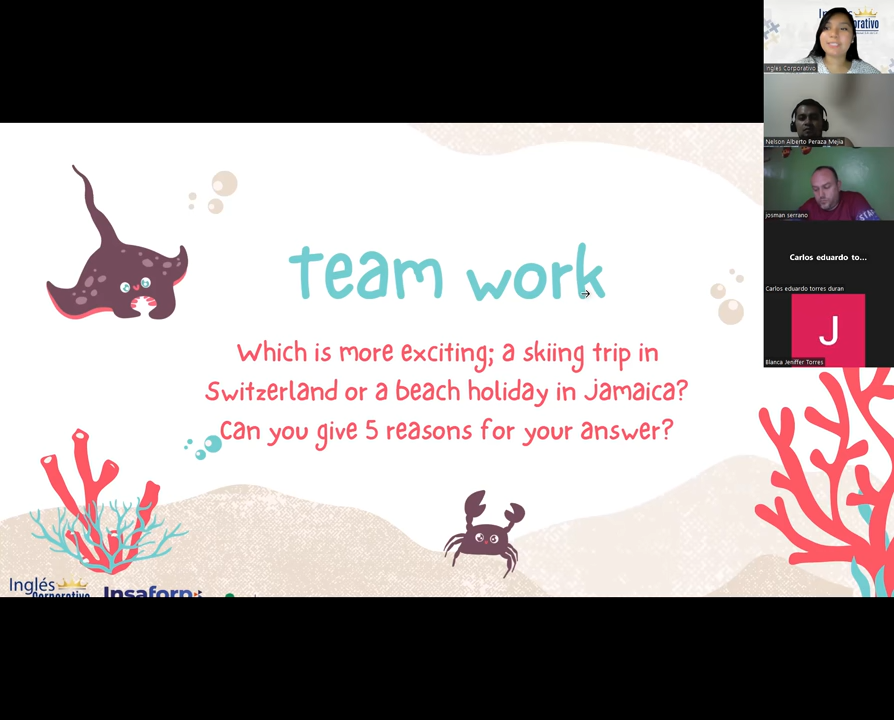 Inglés Corporativo
Nelson Alberto Peraza Mejia
josman serrano
Carlos eduardo to...
Carlos eduardo torres duran
J
Blanca Jeniffer Torres
team work
Which is more exciting; a skiing trip in
Switzerland or a beach holiday in Jamaica?
Can you give 5 reasons for your answer?
Inglés
Corporativo
Insaforp